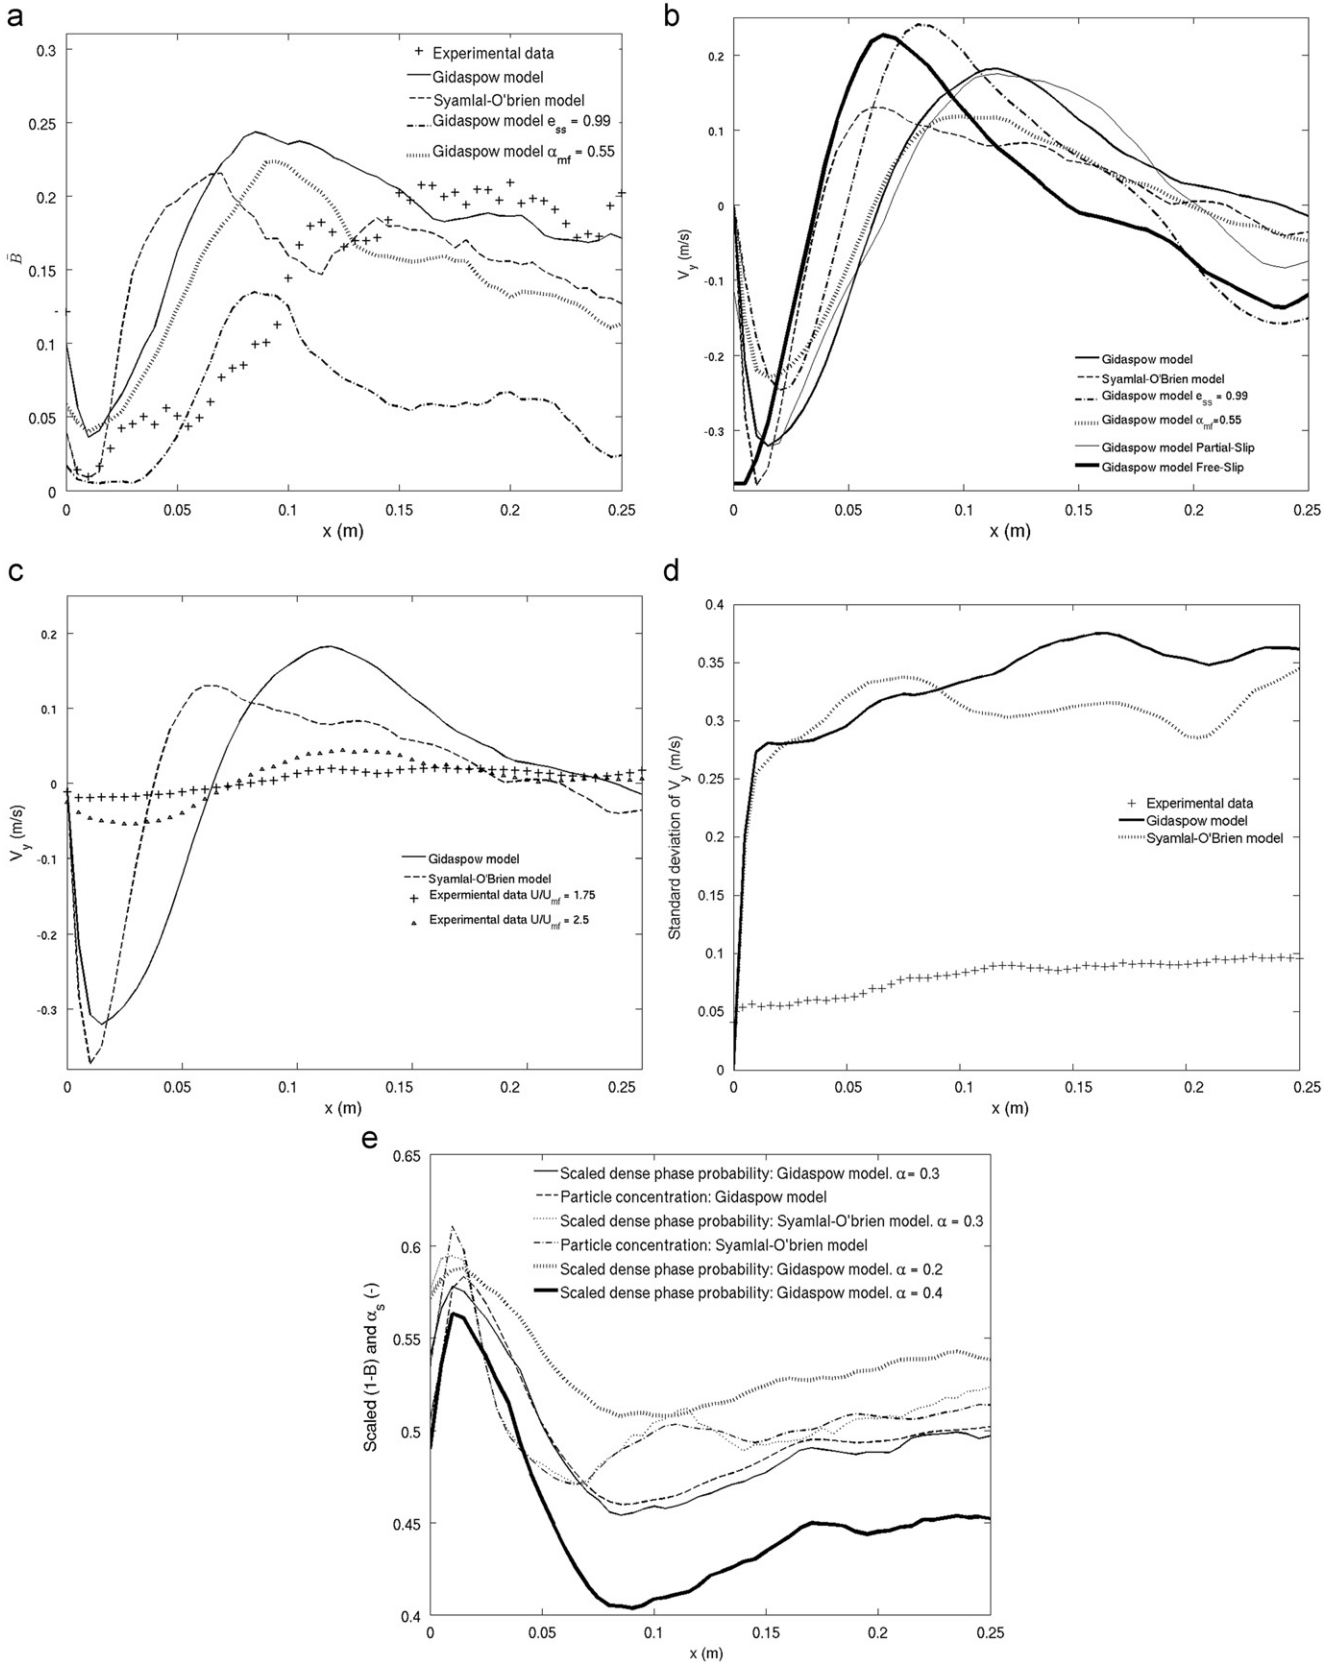 a
0.3
0.25
0.2
0.15
0.1
0.05
0
B̄
Experimental data
Gidaspow model
Syamlal-O'brien model
Gidaspow model e_ss = 0.99
Gidaspow model α_mf = 0.55
0 0.05 0.1 0.15 0.2 0.25
x (m)
b
0.2
0.1
0
-0.1
-0.2
-0.3
V_y (m/s)
Gidaspow model
Syamlal-O'Brien model
Gidaspow model e_ss = 0.99
Gidaspow model α_mf=0.55
Gidaspow model Partial-Slip
Gidaspow model Free-Slip
0 0.05 0.1 0.15 0.2 0.25
x (m)
c
0.2
0.1
0
-0.1
-0.2
-0.3
V_y (m/s)
Gidaspow model
Syamlal-O'Brien model
Expermiental data U/U_mf = 1.75
Experimental data U/U_mf = 2.5
0 0.05 0.1 0.15 0.2 0.25
x (m)
d
0.4
0.35
0.3
0.25
0.2
0.15
0.1
0.05
0
Standard deviation of V_y (m/s)
Experimental data
Gidaspow model
Syamlal-O'Brien model
0 0.05 0.1 0.15 0.2 0.25
x (m)
e
0.65
0.6
0.55
0.5
0.45
0.4
Scaled (1-B) and α_s (-)
Scaled dense phase probability: Gidaspow model. α = 0.3
Particle concentration: Gidaspow model
Scaled dense phase probability: Syamlal-O'brien model. α = 0.3
Particle concentration: Syamlal-O'brien model
Scaled dense phase probability: Gidaspow model. α = 0.2
Scaled dense phase probability: Gidaspow model. α = 0.4
0 0.05 0.1 0.15 0.2 0.25
x (m)